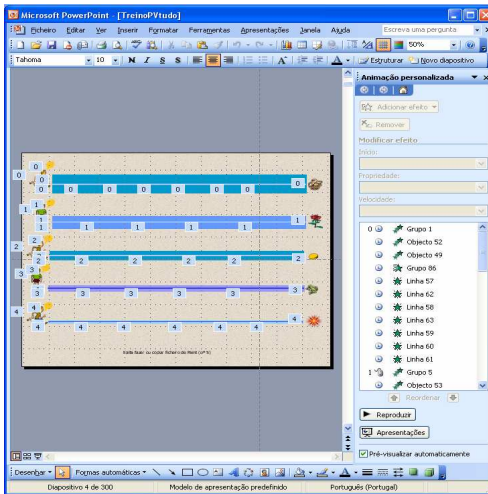 Microsoft PowerPoint - [TreinoPVtudo]
Ficheiro Editar Ver Inserir Formatar Ferramentas Apresentações Janela Ajuda
Escreva uma pergunta
50%
Tahoma 10 N I S S
Estruturar Novo diapositivo
Animação personalizada
Adicionar efeito
Remover
Modificar efeito
Início:
Propriedade:
Velocidade:
0 Grupo 1
Objecto 52
Objecto 49
Grupo 86
Linha 57
Linha 62
Linha 58
Linha 63
Linha 59
Linha 60
Linha 61
1 Grupo 5
Objecto 53
Reordenar
Reproduzir
Apresentações
Pré-visualizar automaticamente
0
0 0
0 0 0 0 0 0 0 0
1 1
1 1 1 1 1 1
1
2
2 2
2 2 2 2 2
3 3
3 3 3 3 3 3
4 4
4
4 4 4 4 4 4
Desenhar Formas automáticas
Diapositivo 4 de 300 Modelo de apresentação predefinido Português (Portugal)